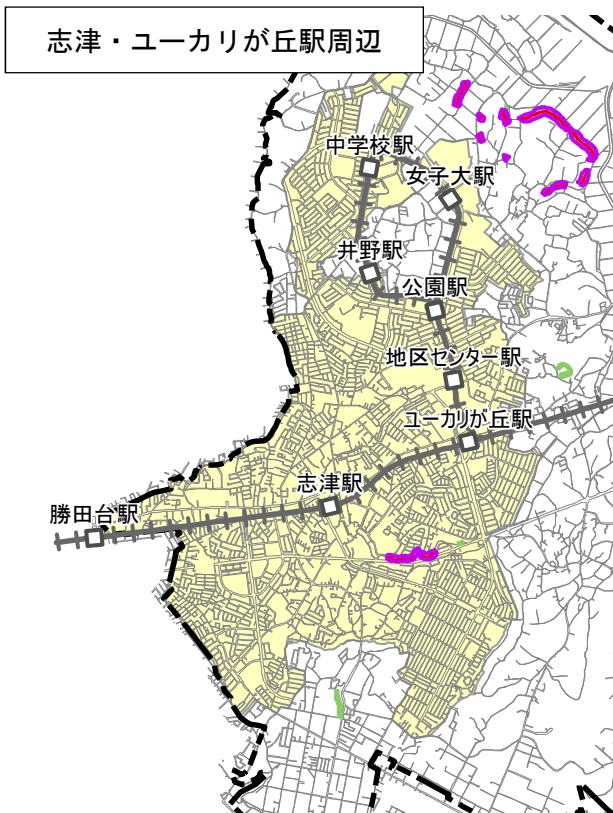 志津・ユーカリが丘駅周辺
中学校駅
女子大駅
井野駅
公園駅
地区センター駅
ユーカリが丘駅
志津駅
勝田台駅